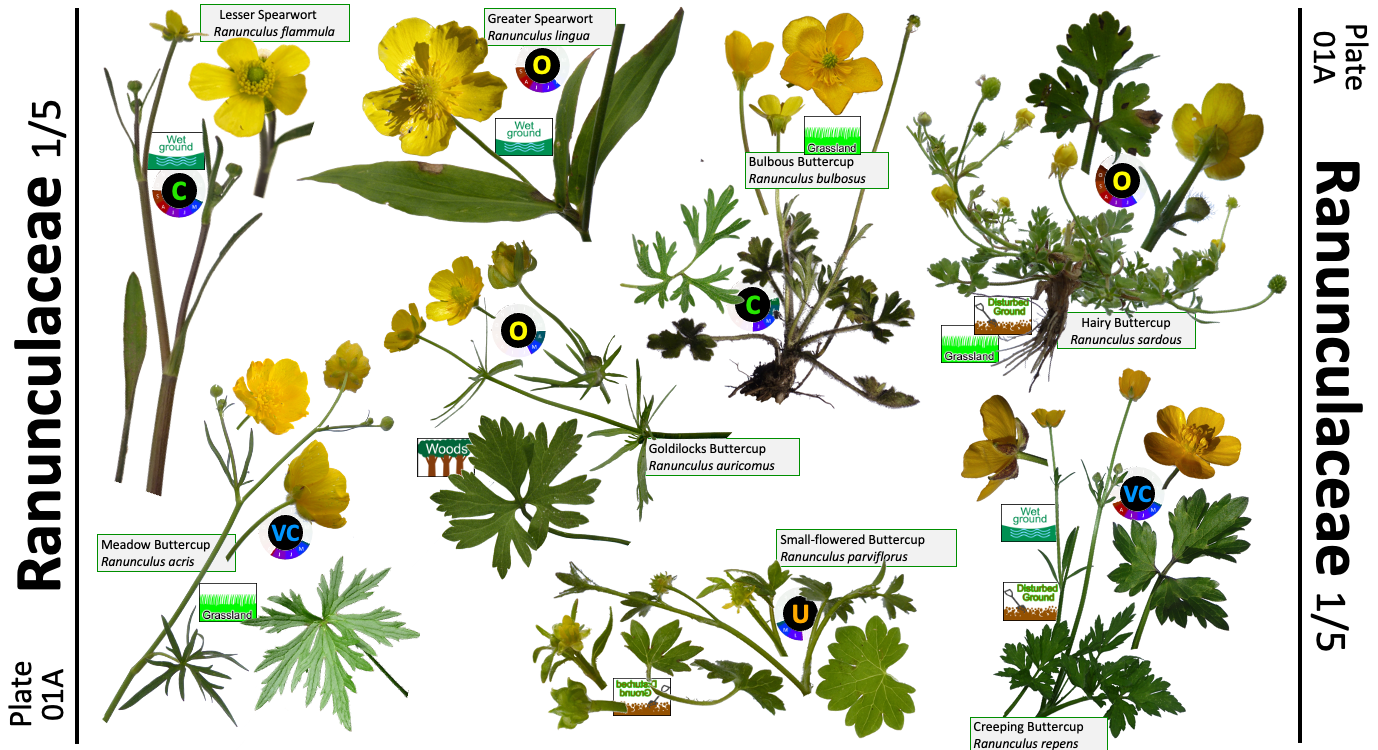 Ranunculaceae 1/5
Plate
01A
Lesser Spearwort
Ranunculus flammula
Wet
ground
C
Greater Spearwort
Ranunculus lingua
O
Wet
ground
Grassland
Bulbous Buttercup
Ranunculus bulbosus
C
O
Disturbed
Ground
Grassland
Hairy Buttercup
Ranunculus sardous
O
Woods
Goldilocks Buttercup
Ranunculus auricomus
VC
Meadow Buttercup
Ranunculus acris
Grassland
Small-flowered Buttercup
Ranunculus parviflorus
U
Disturbed
Ground
VC
Wet
ground
Disturbed
Ground
Creeping Buttercup
Ranunculus repens
Plate
01A
Ranunculaceae 1/5